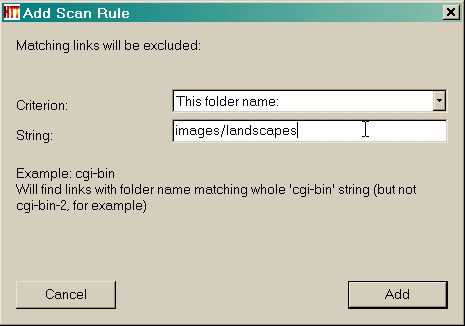 Add Scan Rule
Matching links will be excluded:
Criterion:
This folder name:
String:
images/landscapes
Example: cgi-bin
Will find links with folder name matching whole 'cgi-bin' string (but not
cgi-bin-2, for example)
Cancel
Add